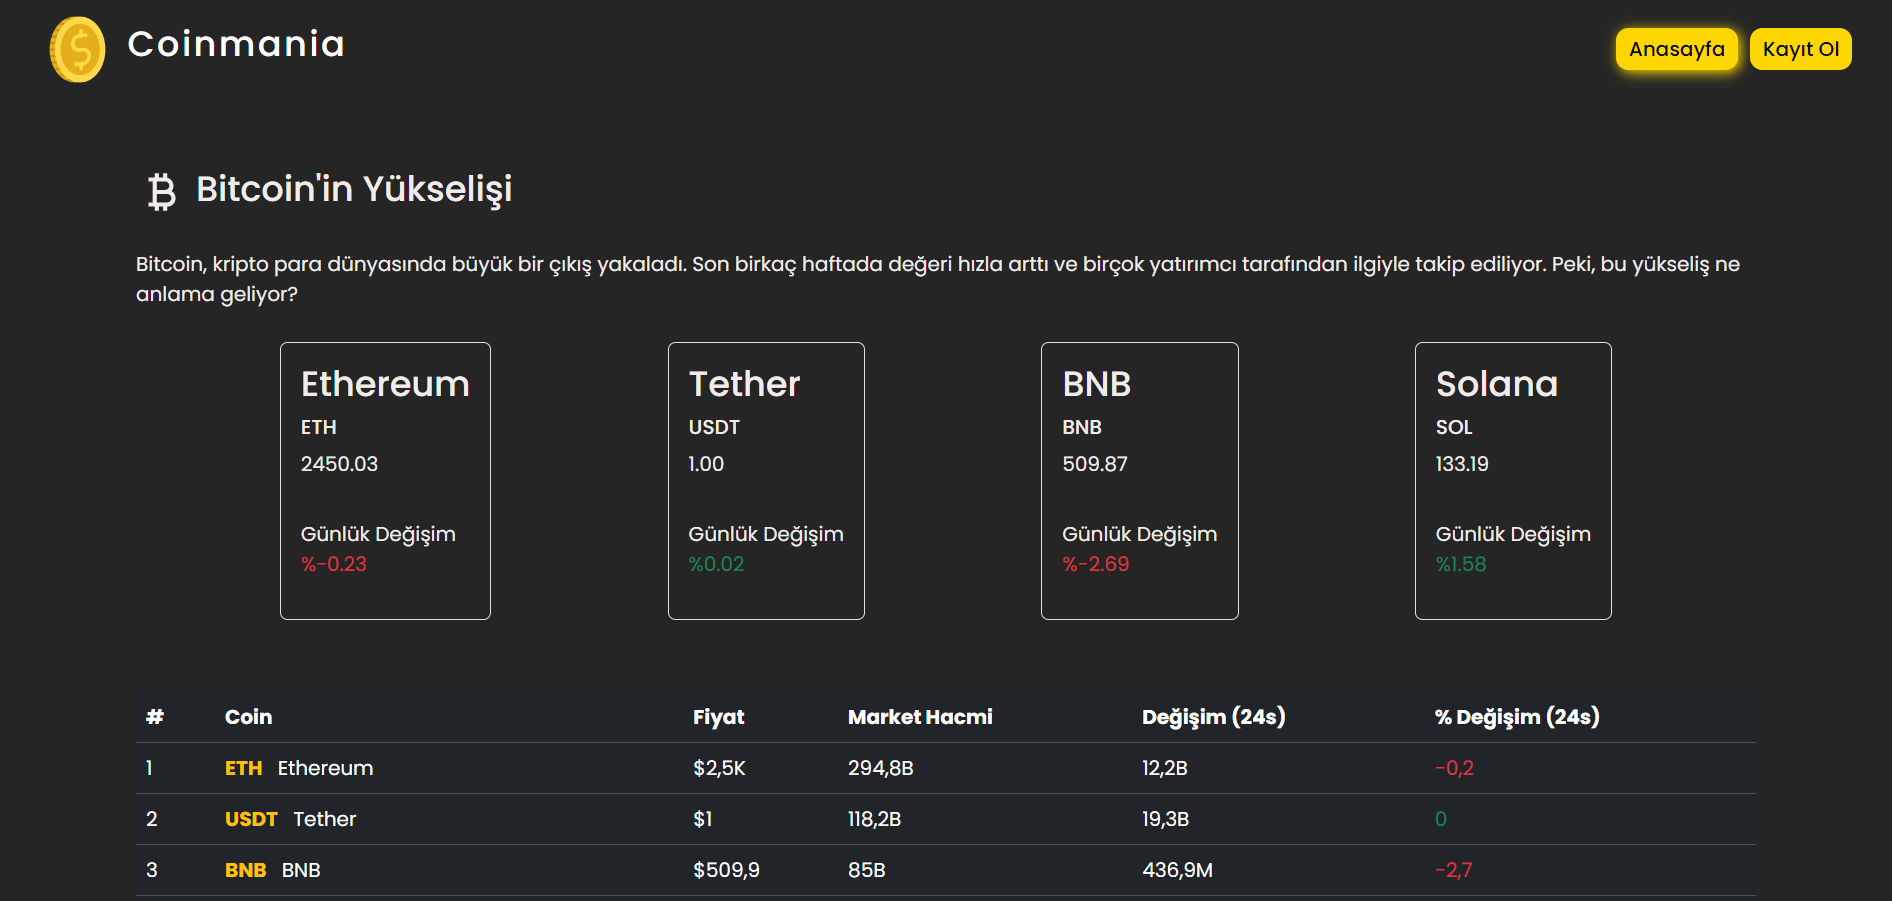 Coinmania
Anasayfa
Kayıt Ol
Bitcoin'in Yükselişi
Bitcoin, kripto para dünyasında büyük bir çıkış yakaladı. Son birkaç haftada değeri hızla arttı ve birçok yatırımcı tarafından ilgiyle takip ediliyor. Peki, bu yükseliş ne
anlama geliyor?
Ethereum
ETH
2450.03
Günlük Değişim
%-0.23
Tether
USDT
1.00
Günlük Değişim
%0.02
BNB
BNB
509.87
Günlük Değişim
%-2.69
Solana
SOL
133.19
Günlük Değişim
%1.58
# Coin Fiyat Market Hacmi Değişim (24s) % Değişim (24s)
1 ETH Ethereum $2,5K 294,8B 12,2B -0,2
2 USDT Tether $1 118,2B 19,3B 0
3 BNB BNB $509,9 85B 436,9M -2,7